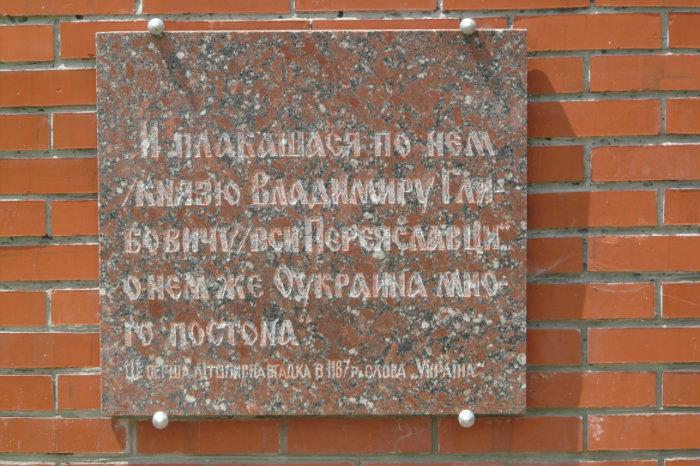 „И плакашася по нем
/князю Владимиру Гли-
бовичу/ вси Переяславци."
о нем же Оукраина мно-
го постона
Це перша літописна згадка в 1187 р. слова „Україна"